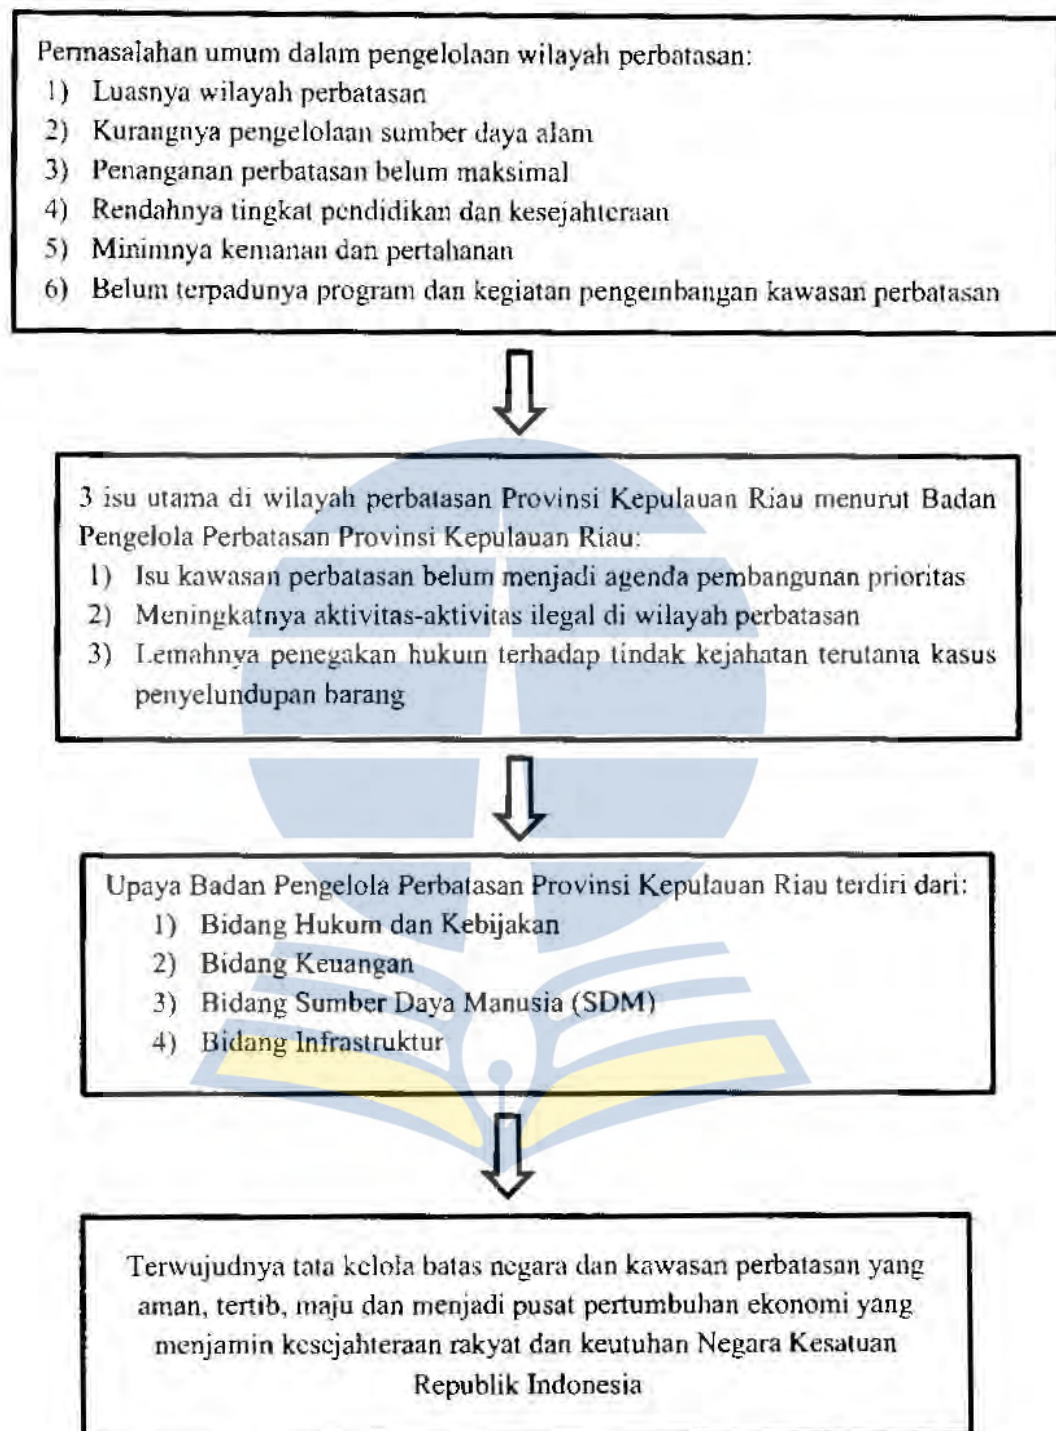 Permasalahan umum dalam pengelolaan wilayah perbatasan:
1) Luasnya wilayah perbatasan
2) Kurangnya pengelolaan sumber daya alam
3) Penanganan perbatasan belum maksimal
4) Rendahnya tingkat pendidikan dan kesejahteraan
5) Minimnya kemanan dan pertahanan
6) Belum terpadunya program dan kegiatan pengembangan kawasan perbatasan
3 isu utama di wilayah perbatasan Provinsi Kepulauan Riau menurut Badan
Pengelola Perbatasan Provinsi Kepulauan Riau:
1) Isu kawasan perbatasan belum menjadi agenda pembangunan prioritas
2) Meningkatnya aktivitas-aktivitas ilegal di wilayah perbatasan
3) Lemahnya penegakan hukum terhadap tindak kejahatan terutama kasus
penyelundupan barang
Upaya Badan Pengelola Perbatasan Provinsi Kepulauan Riau terdiri dari:
1) Bidang Hukum dan Kebijakan
2) Bidang Keuangan
3) Bidang Sumber Daya Manusia (SDM)
4) Bidang Infrastruktur
Terwujudnya tata kelola batas negara dan kawasan perbatasan yang
aman, tertib, maju dan menjadi pusat pertumbuhan ekonomi yang
menjamin kesejahteraan rakyat dan keutuhan Negara Kesatuan
Republik Indonesia